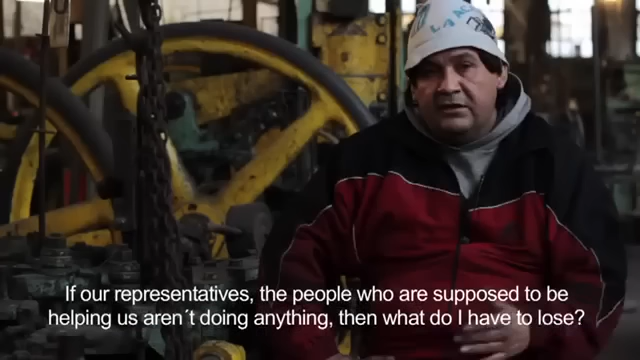 If our representatives, the people who are supposed to be
helping us aren´t doing anything, then what do I have to lose?